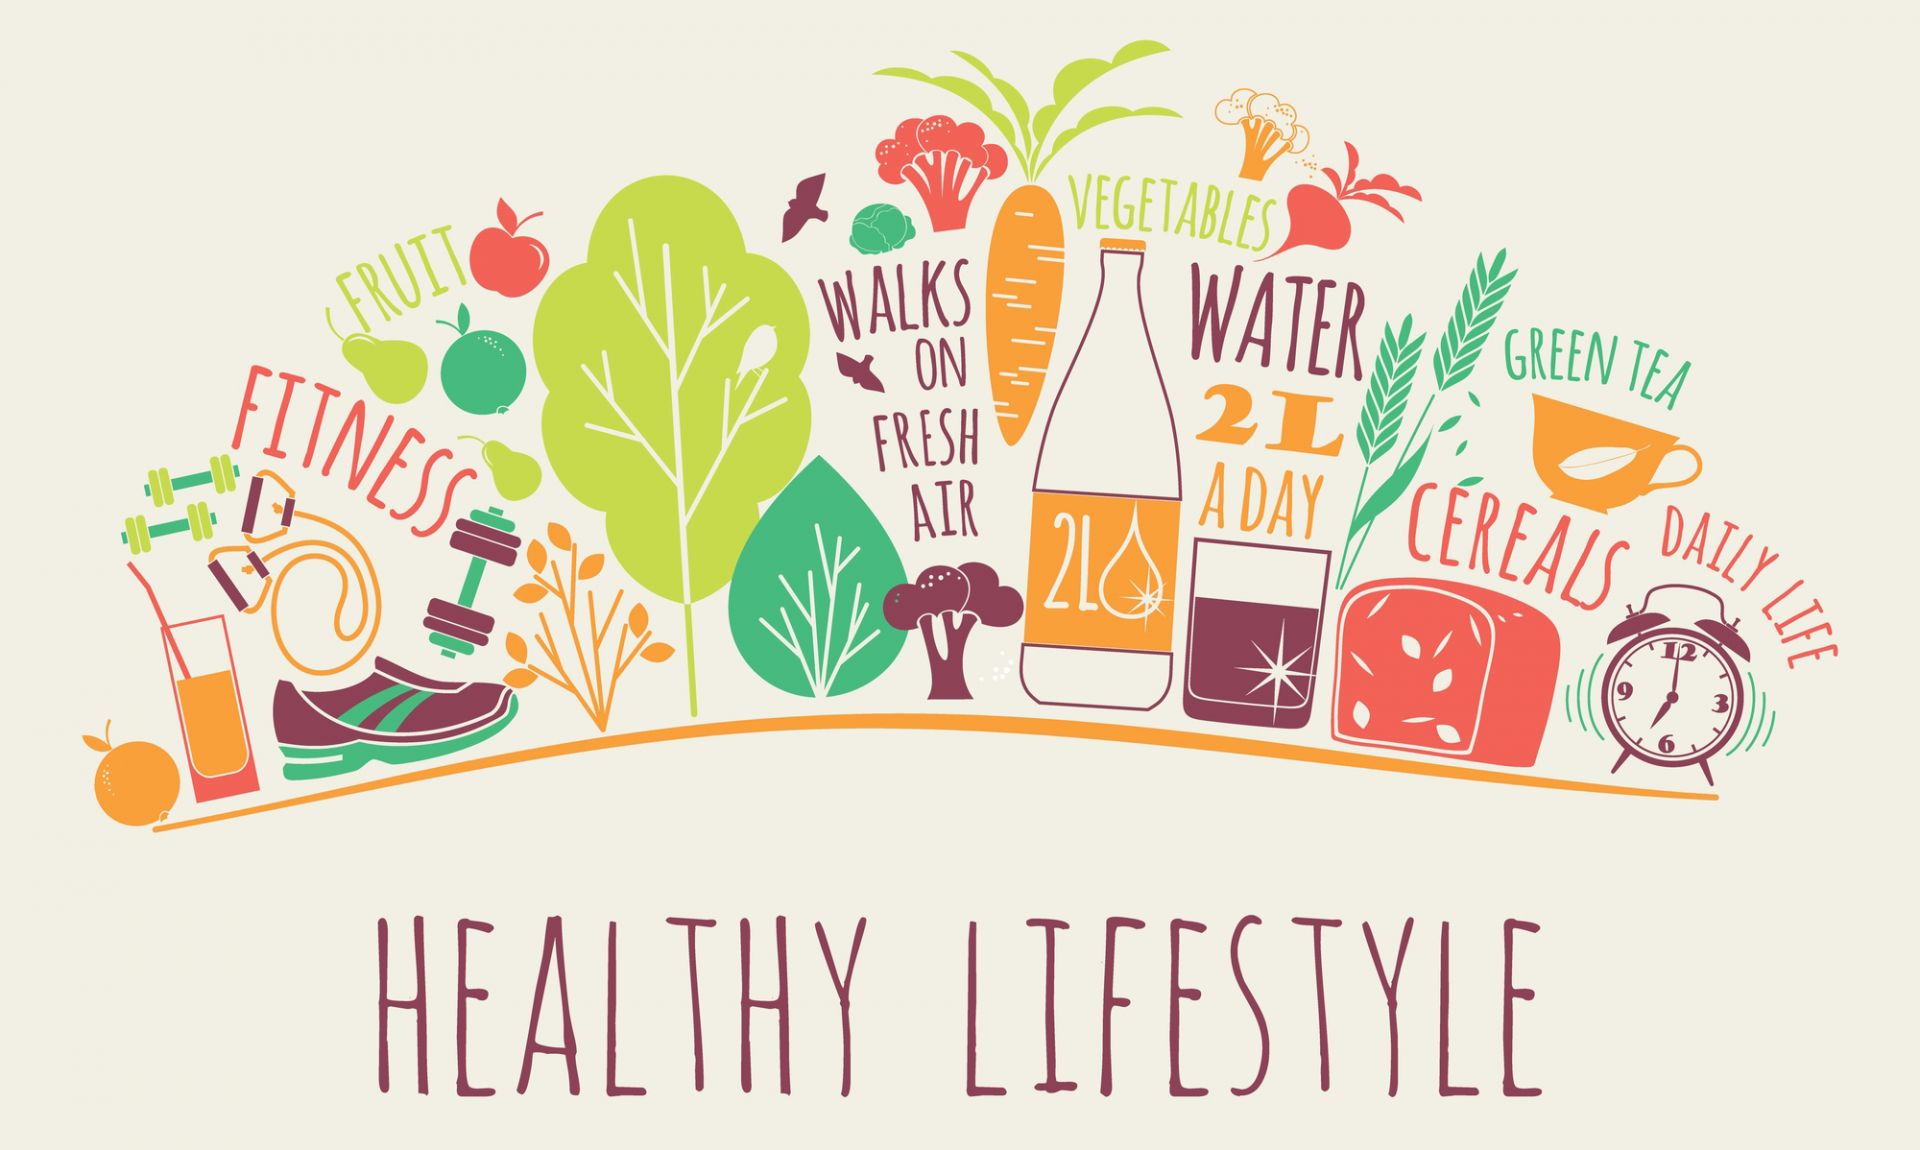 FRUIT
FITNESS
WALKS
ON
FRESH
AIR
VEGETABLES
2L
WATER
2L
A DAY
GREEN TEA
CEREALS
DAILY LIFE
12
9
3
6
HEALTHY LIFESTYLE